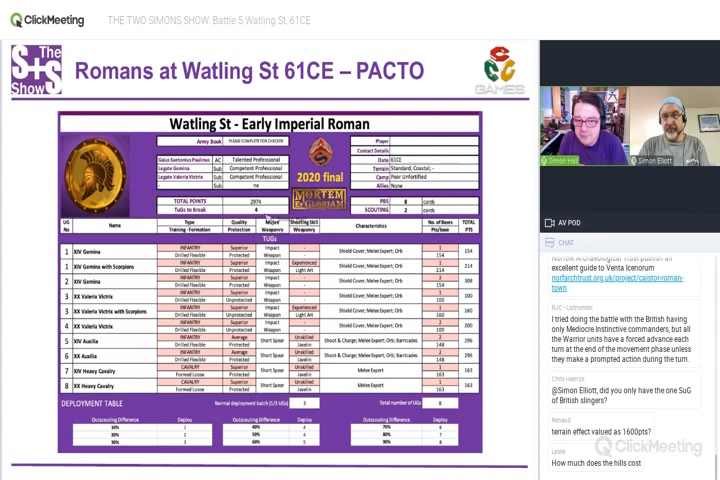 ClickMeeting
THE TWO SIMONS SHOW: Battle 5 Watling St, 61CE
The S+S Show
Romans at Watling St 61CE – PACTO
GAMES
Watling St - Early Imperial Roman
Army Book PLEASE COMPLETE FOR CHECKER
Gaius Suetonius Paulinus AC Talented Professional
Legate Gemina Sub Competent Professional
Legate Valeria Victrix Sub Competent Professional
- Sub na
2020 final
MORTEM ET GLORIAM
Player
Contact Details
Date 61CE
Terrain Standard; Coastal; -
Camp Poor Unfortified
Allies None
TOTAL POINTS 2974
TuGs to Break 4
PBS 8 cards
SCOUTING 2 cards
UG No Name Type Training - Formation Quality Protection Melee Weaponry Shooting Skill Weaponry Characteristics No. of Bases Pts/base TOTAL PTS
TUGs
1 XIV Gemina INFANTRY Drilled Flexible Superior Protected Impact Weapon - - Shield Cover; Melee Expert; Orb 1 154 154
1 XIV Gemina with Scorpions INFANTRY Drilled Flexible Superior Protected Impact Weapon Experienced Light Art Shield Cover; Melee Expert; Orb 1 214 214
2 XIV Gemina INFANTRY Drilled Flexible Superior Protected Impact Weapon - - Shield Cover; Melee Expert; Orb 2 154 308
3 XX Valeria Victrix INFANTRY Drilled Flexible Superior Unprotected Impact Weapon - - Shield Cover; Melee Expert 1 100 100
3 XX Valeria Victrix with Scorpions INFANTRY Drilled Flexible Superior Unprotected Impact Weapon Experienced Light Art Shield Cover; Melee Expert 1 160 160
4 XX Valeria Victrix INFANTRY Drilled Flexible Superior Unprotected Impact Weapon - - Shield Cover; Melee Expert 2 100 200
5 XIV Auxilia INFANTRY Drilled Flexible Average Protected Short Spear Unskilled Javelin Shoot & Charge; Melee Expert; Orb; Barricades 2 148 296
6 XX Auxilia INFANTRY Drilled Flexible Average Protected Short Spear Unskilled Javelin Shoot & Charge; Melee Expert; Orb; Barricades 2 148 296
7 XIV Heavy Cavalry CAVALRY Formed Loose Superior Protected Short Spear Unskilled Javelin Melee Expert 1 163 163
8 XX Heavy Cavalry CAVALRY Formed Loose Superior Protected Short Spear Unskilled Javelin Melee Expert 1 163 163
DEPLOYMENT TABLE Normal deployment batch (1/3 UGs) 3 Total number of UGs 8
Outscouting Difference Deploy Outscouting Difference Deploy Outscouting Difference Deploy
10% 1 40% 4 70% 6
20% 2 50% 4 80% 7
30% 3 60% 5 90% 8
Simon Hall
Simon Elliott
AV POD
CHAT
Norfolk Archaeological Trust publish an
excellent guide to Venta Icenorum
norfarchtrust.org.uk/project/caistor-roman-
town
RJC - Listmeister
I tried doing the battle with the British having
only Mediocre Instinctive commanders, but all
the Warrior units have a forced advance each
turn at the end of the movement phase unless
they make a prompted action during the turn.
Chris Heenze
@Simon Elliott, did you only have the one SuG
of British slingers?
Renaud
terrain effect valued as 1600pts?
ClickMeeting
Leslie
How much does the hills cost